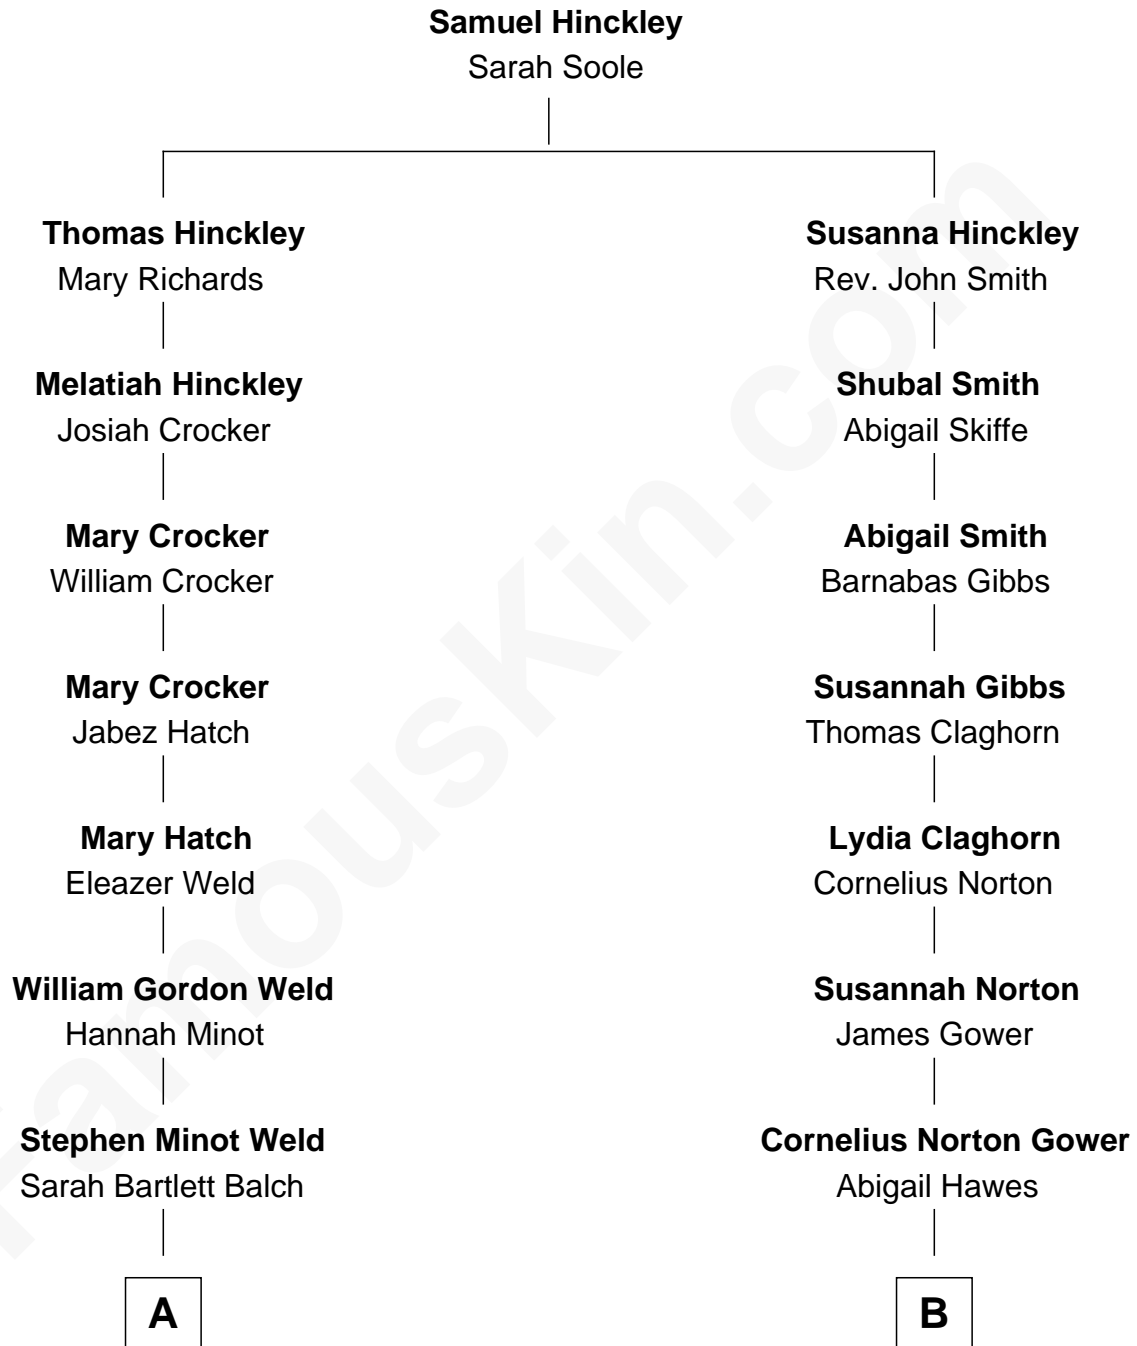 Samuel Hinckley
Sarah Soole
Thomas Hinckley
Mary Richards
Susanna Hinckley
Rev. John Smith
Melatiah Hinckley
Josiah Crocker
Shubal Smith
Abigail Skiffe
Mary Crocker
William Crocker
Abigail Smith
Barnabas Gibbs
Mary Crocker
Jabez Hatch
Susannah Gibbs
Thomas Claghorn
Mary Hatch
Eleazer Weld
Lydia Claghorn
Cornelius Norton
William Gordon Weld
Hannah Minot
Susannah Norton
James Gower
Stephen Minot Weld
Sarah Bartlett Balch
Cornelius Norton Gower
Abigail Hawes
A
B
FamousKin.com